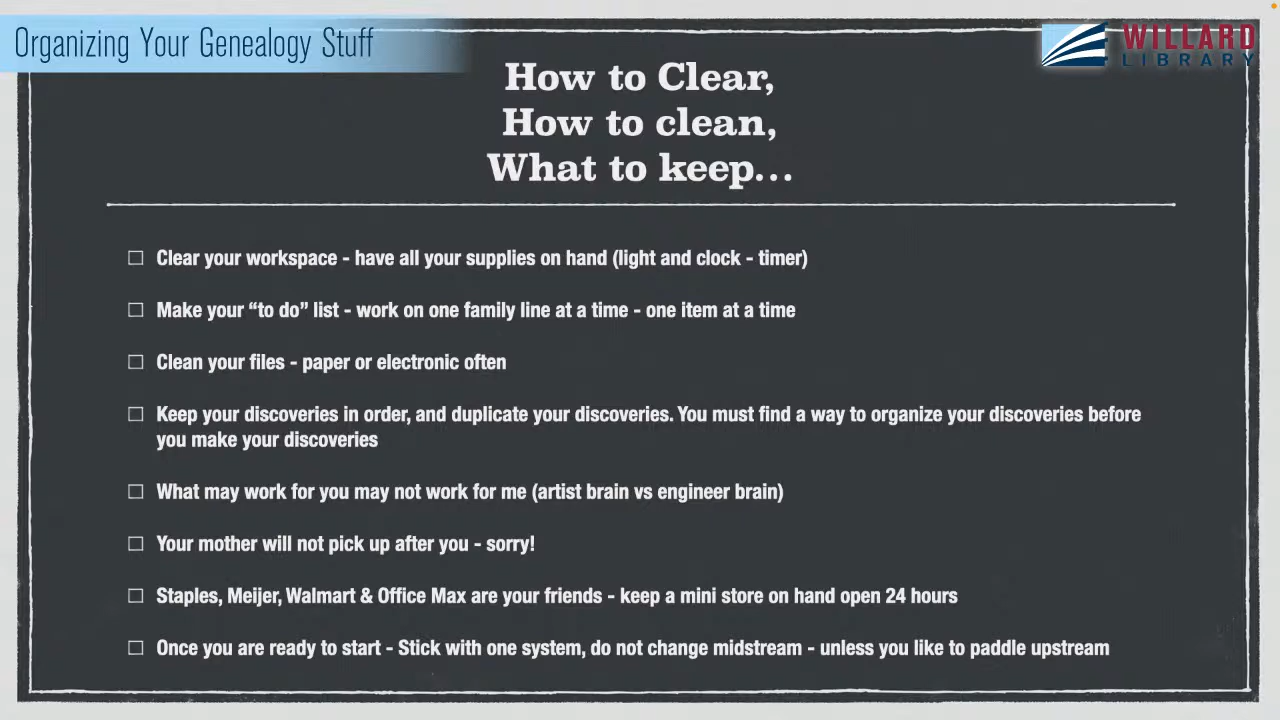 Organizing Your Genealogy Stuff
WILLARD
LIBRARY
How to Clear,
How to clean,
What to keep...
Clear your workspace - have all your supplies on hand (light and clock - timer)
Make your “to do” list - work on one family line at a time - one item at a time
Clean your files - paper or electronic often
Keep your discoveries in order, and duplicate your discoveries. You must find a way to organize your discoveries before
you make your discoveries
What may work for you may not work for me (artist brain vs engineer brain)
Your mother will not pick up after you - sorry!
Staples, Meijer, Walmart & Office Max are your friends - keep a mini store on hand open 24 hours
Once you are ready to start - Stick with one system, do not change midstream - unless you like to paddle upstream